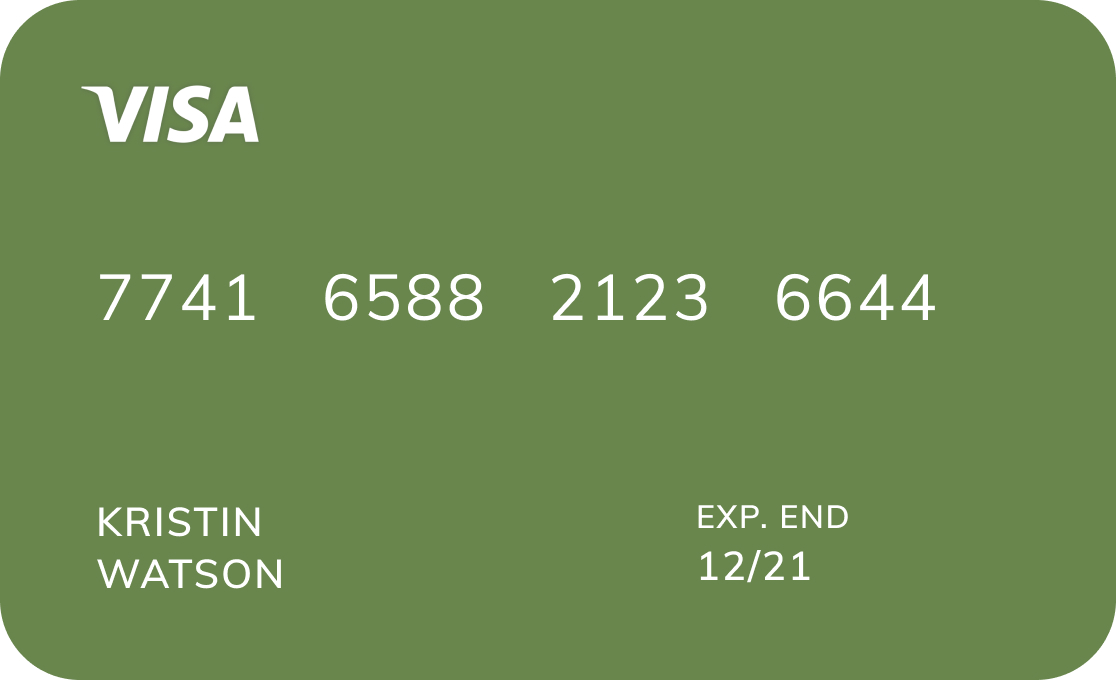 VISA
7741 6588 2123 6644
KRISTIN
WATSON
EXP. END
12/21